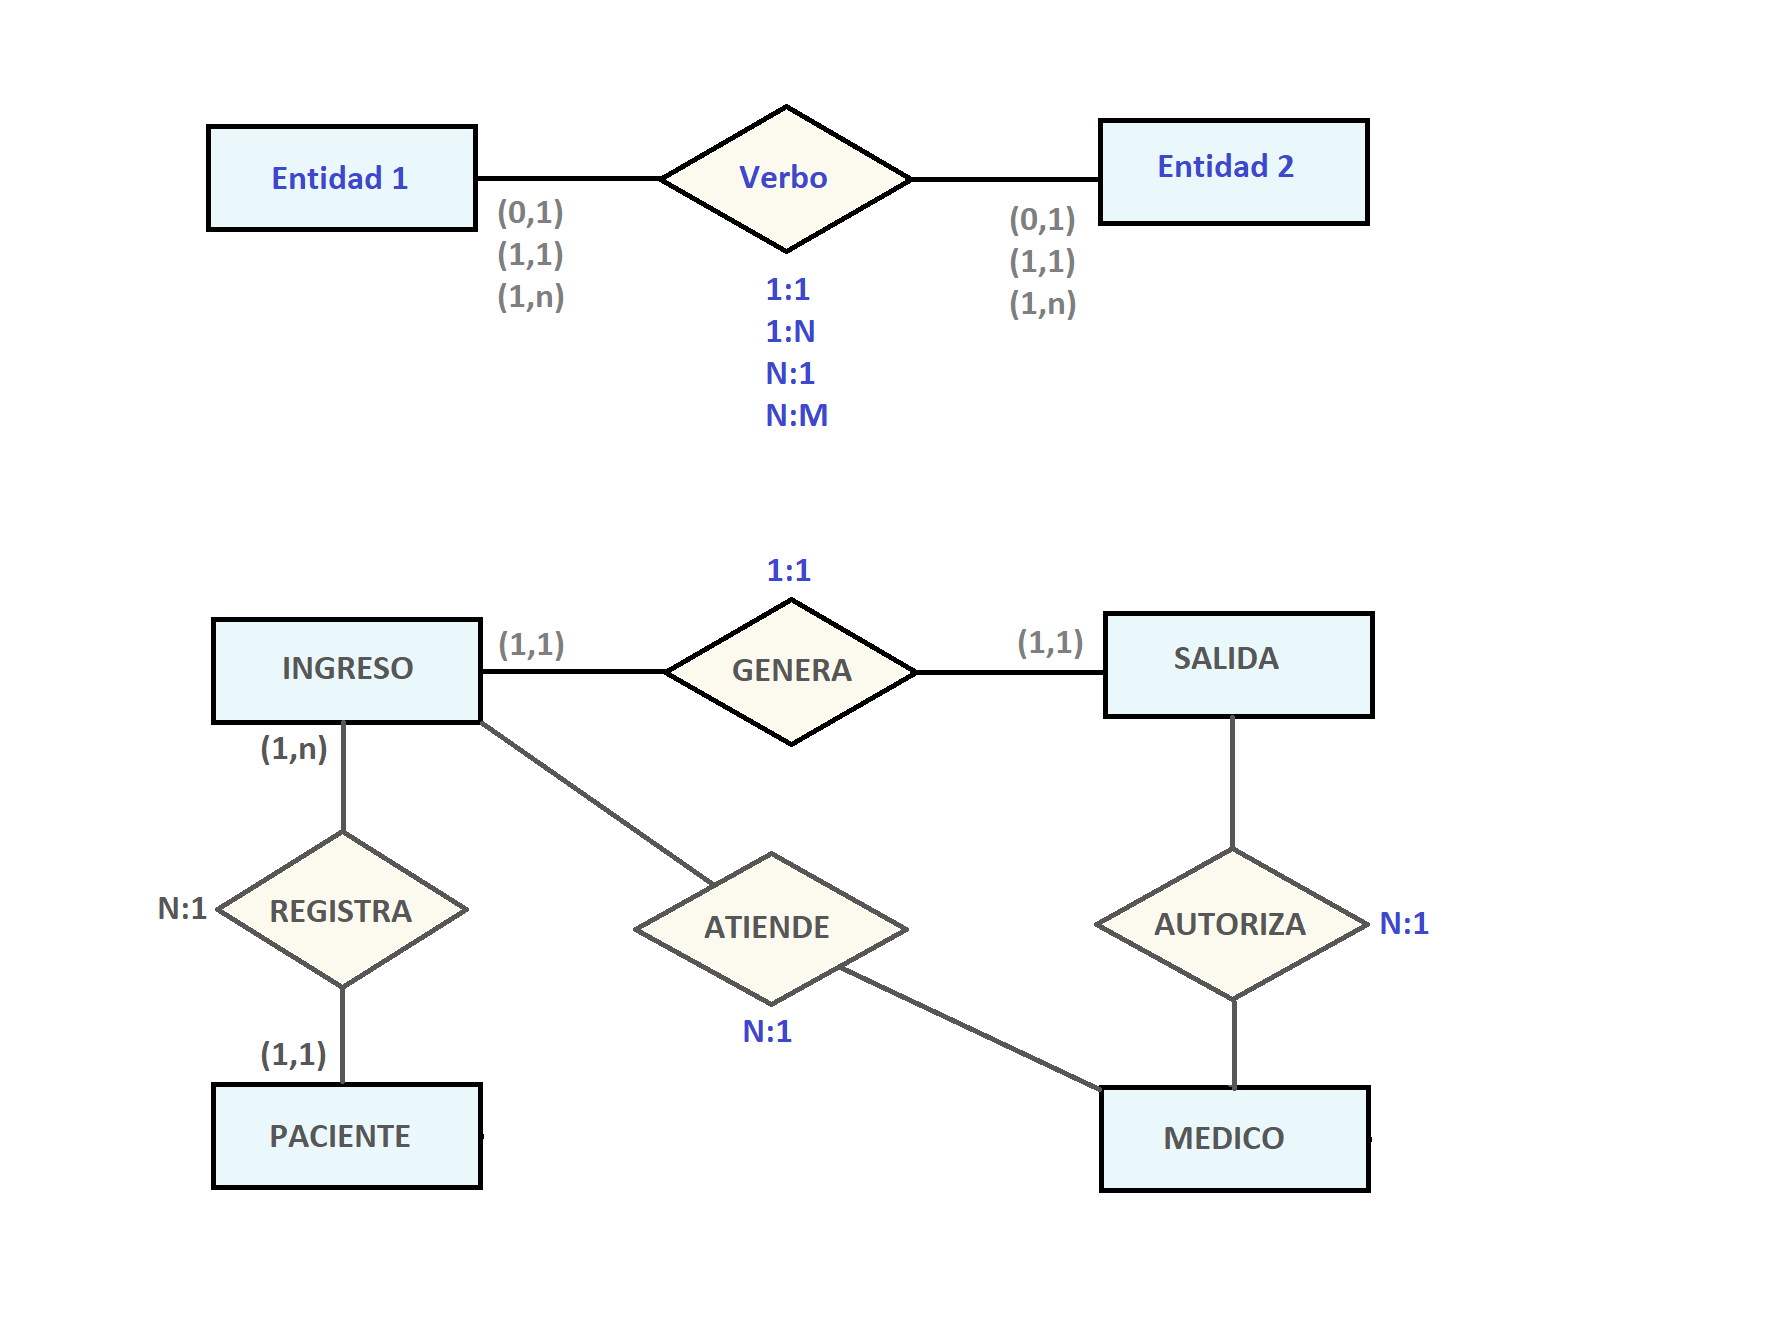 Entidad 1
Verbo
Entidad 2
(0,1)
(1,1)
(1,n)
(0,1)
(1,1)
(1,n)
1:1
1:N
N:1
N:M
1:1
INGRESO
(1,1)
GENERA
(1,1)
SALIDA
(1,n)
N:1
REGISTRA
ATIENDE
AUTORIZA
N:1
N:1
(1,1)
PACIENTE
MEDICO